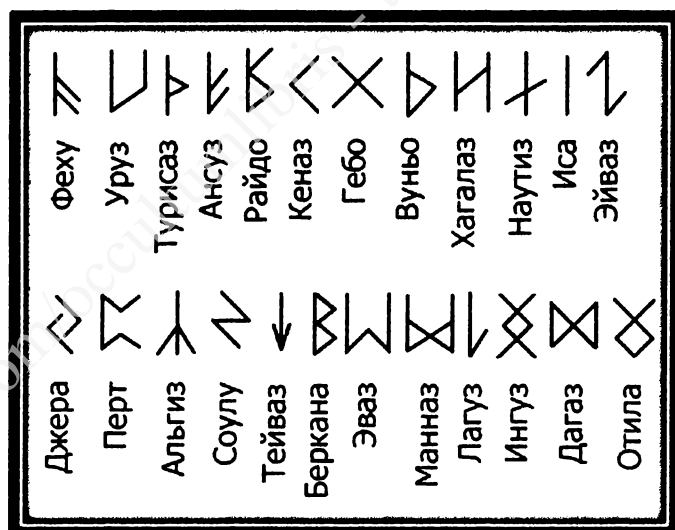 Феху
Уруз
Турисаз
Ансуз
Райдо
Кеназ
Гебо
Вуньо
Хагалаз
Наутиз
Иса
Эйваз
Джера
Перт
Альгиз
Соулу
Тейваз
Беркана
Эваз
Манназ
Лагуз
Ингуз
Дагаз
Отила